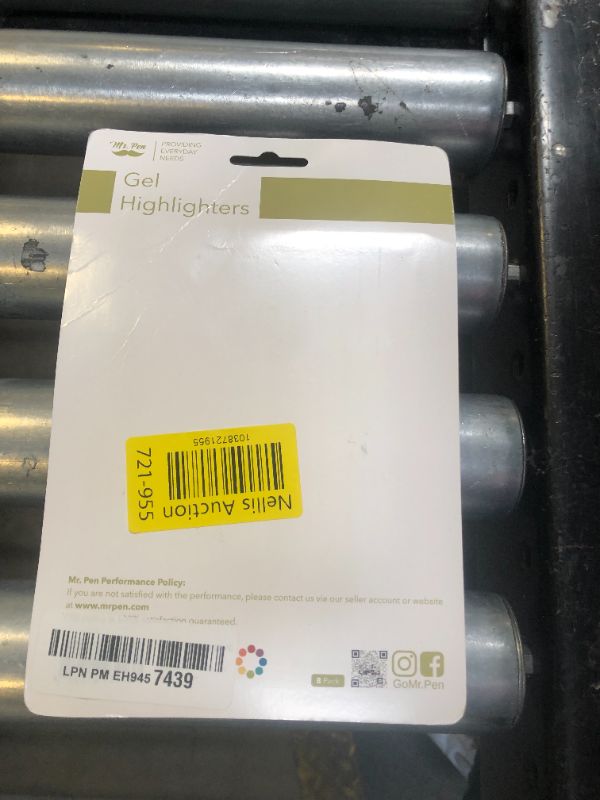 Mr. Pen
PROVIDING
EVERYDAY
NEEDS
Gel
Highlighters
Nellis Auction
1038721955
721-955
Mr. Pen Performance Policy:
If you are not satisfied with the performance, please contact us via our seller account or website
at www.mrpen.com
satisfaction guaranteed.
LPN PM EH945 7439
8 Pack
GoMr.Pen